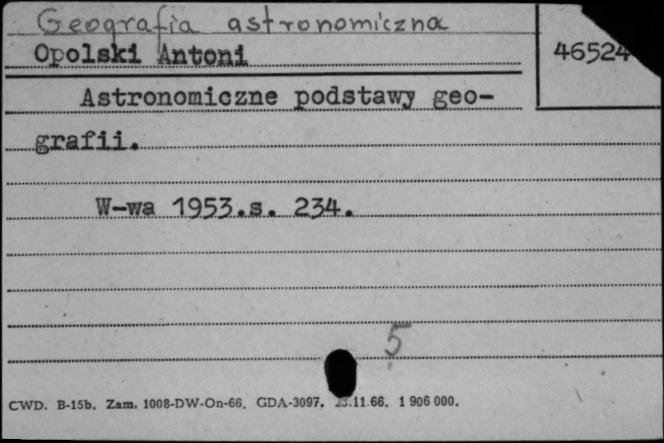 Geografia astronomiczna
Opolski Antoni
46524
Astronomiczne podstawy geo-
grafii.
W-wa 1953.s. 234.
5
CWD. B-15b. Zam. 1008-DW-On-66. GDA-3097. 11.66. 1 906 000.